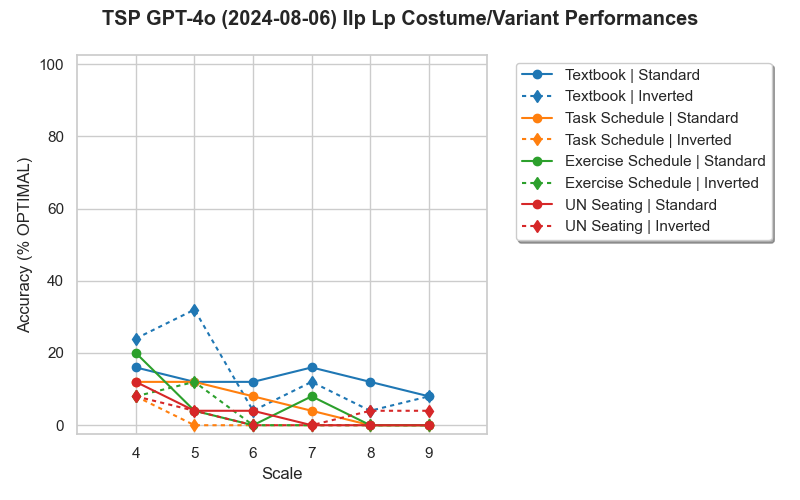 TSP GPT-4o (2024-08-06) Ilp Lp Costume/Variant Performances
100
80
60
40
20
0
Accuracy (% OPTIMAL)
4 5 6 7 8 9
Scale
Textbook | Standard
Textbook | Inverted
Task Schedule | Standard
Task Schedule | Inverted
Exercise Schedule | Standard
Exercise Schedule | Inverted
UN Seating | Standard
UN Seating | Inverted